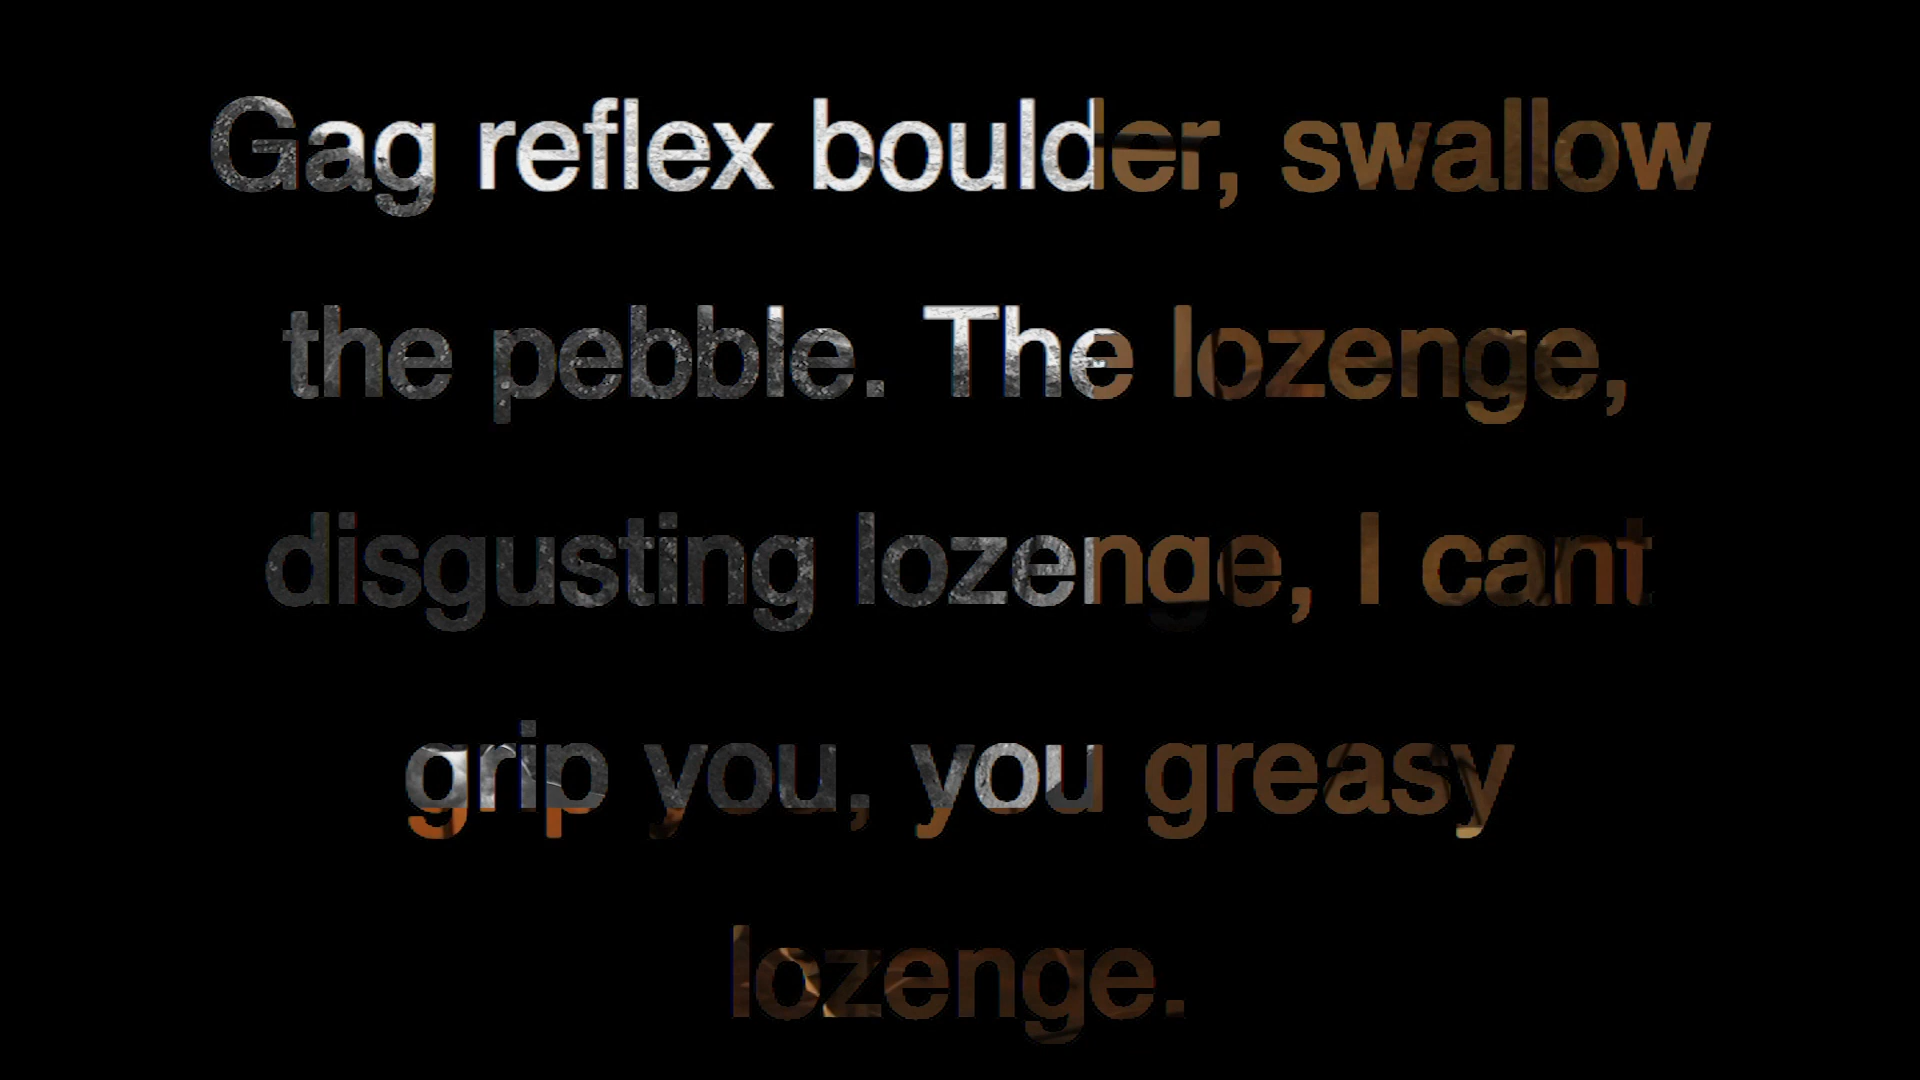 Gag reflex boulder, swallow
the pebble. The lozenge,
disgusting lozenge, I cant
grip you, you greasy
lozenge.